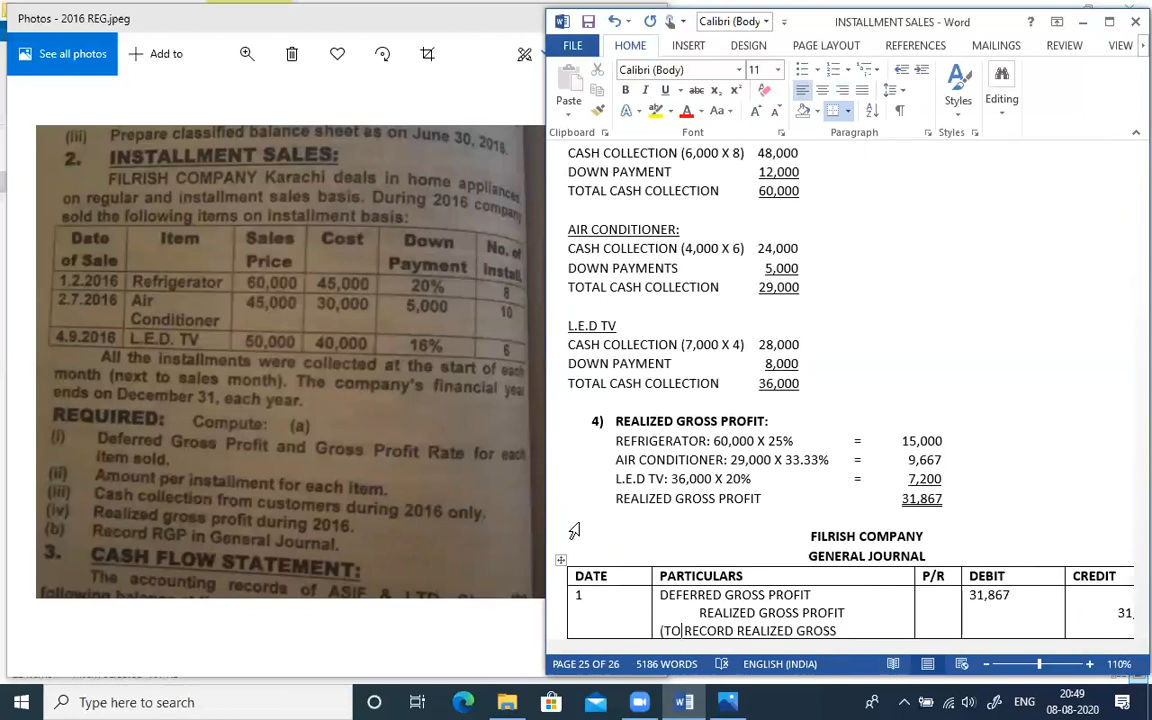 Photos - 2016 REG.jpeg
See all photos
Add to
(iii) Prepare classified balance sheet as on June 30, 2016.
2. INSTALLMENT SALES:
FILRISH COMPANY Karachi deals in home appliances
on regular and installment sales basis. During 2016 company
sold the following items on installment basis:
Date of Sale Item Sales Price Cost Down Payment No. of Install.
1.2.2016 Refrigerator 60,000 45,000 20% 8
2.7.2016 Air Conditioner 45,000 30,000 5,000 10
4.9.2016 L.E.D. TV 50,000 40,000 16% 6
All the installments were collected at the start of each
month (next to sales month). The company's financial year
ends on December 31, each year.
REQUIRED: Compute: (a)
(i) Deferred Gross Profit and Gross Profit Rate for each
item sold.
(ii) Amount per installment for each item.
(iii) Cash collection from customers during 2016 only.
(iv) Realized gross profit during 2016.
(b) Record RGP in General Journal.
3. CASH FLOW STATEMENT:
The accounting records of ASIF & LTD.
INSTALLMENT SALES - Word
Calibri (Body
FILE HOME INSERT DESIGN PAGE LAYOUT REFERENCES MAILINGS REVIEW VIEW
Calibri (Body) 11
Paste
Styles
Editing
Clipboard Font Paragraph Styles
CASH COLLECTION (6,000 X 8) 48,000
DOWN PAYMENT 12,000
TOTAL CASH COLLECTION 60,000
AIR CONDITIONER:
CASH COLLECTION (4,000 X 6) 24,000
DOWN PAYMENTS 5,000
TOTAL CASH COLLECTION 29,000
L.E.D TV
CASH COLLECTION (7,000 X 4) 28,000
DOWN PAYMENT 8,000
TOTAL CASH COLLECTION 36,000
4) REALIZED GROSS PROFIT:
REFRIGERATOR: 60,000 X 25% = 15,000
AIR CONDITIONER: 29,000 X 33.33% = 9,667
L.E.D TV: 36,000 X 20% = 7,200
REALIZED GROSS PROFIT 31,867
FILRISH COMPANY
GENERAL JOURNAL
DATE PARTICULARS P/R DEBIT CREDIT
1 DEFERRED GROSS PROFIT 31,867
REALIZED GROSS PROFIT 31,
(TO RECORD REALIZED GROSS
PAGE 25 OF 26 5186 WORDS ENGLISH (INDIA) 110%
Type here to search
ENG
20:49
08-08-2020